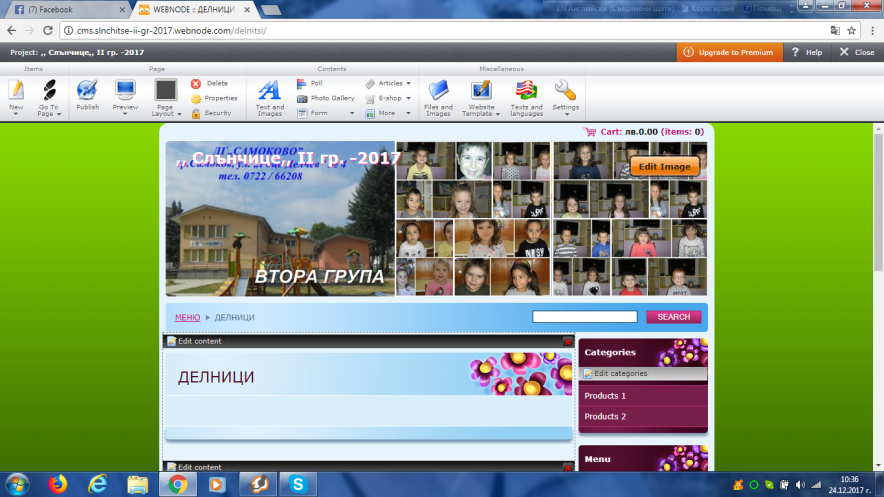 (7) Facebook
WEBNODE :: ДЕЛНИЦИ
EN Английски (Съединени щати)
Коригиране
Помощ
cms.slnchitse-ii-gr-2017.webnode.com/delnitsi/
Project: ,, Слънчице,, II гр. -2017
Upgrade to Premium
Help
Close
Items
Page
Contents
Miscellaneous
New
Go To Page
Publish
Preview
Page Layout
Delete
Properties
Security
Text and Images
Poll
Photo Gallery
Form
Articles
E-shop
More
Files and Images
Website Template
Texts and languages
Settings
Cart: лв.0.00 (items: 0)
ДГ „САМОКОВО”
,, Слънчице,, II гр. -2017
тел. 0722 / 66208
ВТОРА ГРУПА
Edit Image
МЕНЮ
ДЕЛНИЦИ
SEARCH
Edit content
ДЕЛНИЦИ
Edit content
Categories
Edit categories
Products 1
Products 2
Menu
10:36
24.12.2017 г.